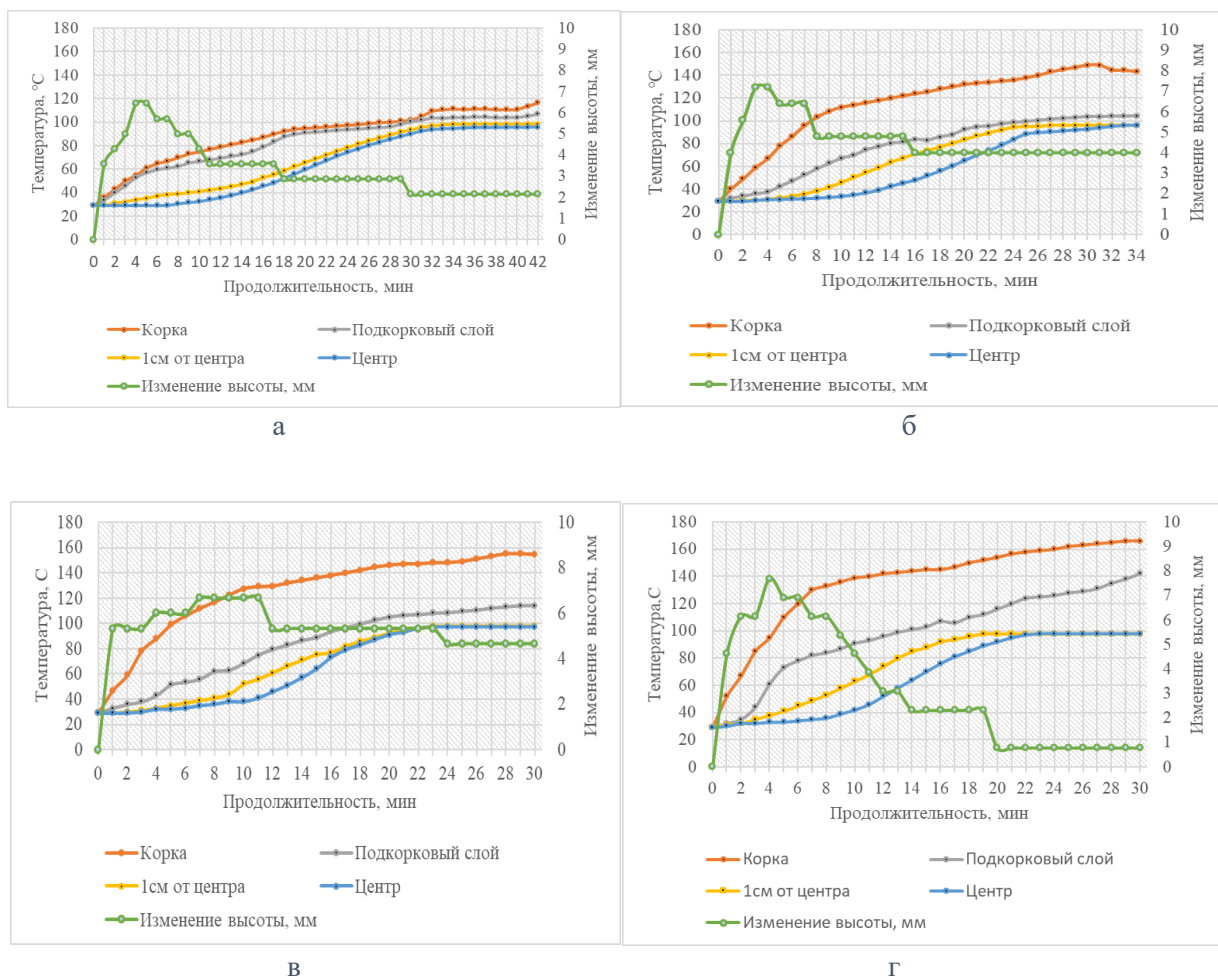 180
160
140
120
100
80
60
40
20
0
Температура, °С
10
9
8
7
6
5
4
3
2
1
0
Изменение высоты, мм
0 2 4 6 8 10 12 14 16 18 20 22 24 26 28 30 32 34 36 38 40 42
Продолжительность, мин
Корка
Подкорковый слой
1см от центра
Центр
Изменение высоты, мм
а
180
160
140
120
100
80
60
40
20
0
Температура, °С
10
9
8
7
6
5
4
3
2
1
0
Изменение высоты, мм
0 2 4 6 8 10 12 14 16 18 20 22 24 26 28 30 32 34
Продолжительность, мин
Корка
Подкорковый слой
1см от центра
Центр
Изменение высоты, мм
б
180
160
140
120
100
80
60
40
20
0
Температура, С
10
8
6
4
2
0
Изменение высоты, мм
0 2 4 6 8 10 12 14 16 18 20 22 24 26 28 30
Продолжительность, мин
Корка
Подкорковый слой
1см от центра
Центр
Изменение высоты, мм
в
180
160
140
120
100
80
60
40
20
0
Температура,С
10
9
8
7
6
5
4
3
2
1
0
Изменение высоты, мм
0 2 4 6 8 10 12 14 16 18 20 22 24 26 28 30
Продолжительность, мин
Корка
Подкорковый слой
1см от центра
Центр
Изменение высоты, мм
г